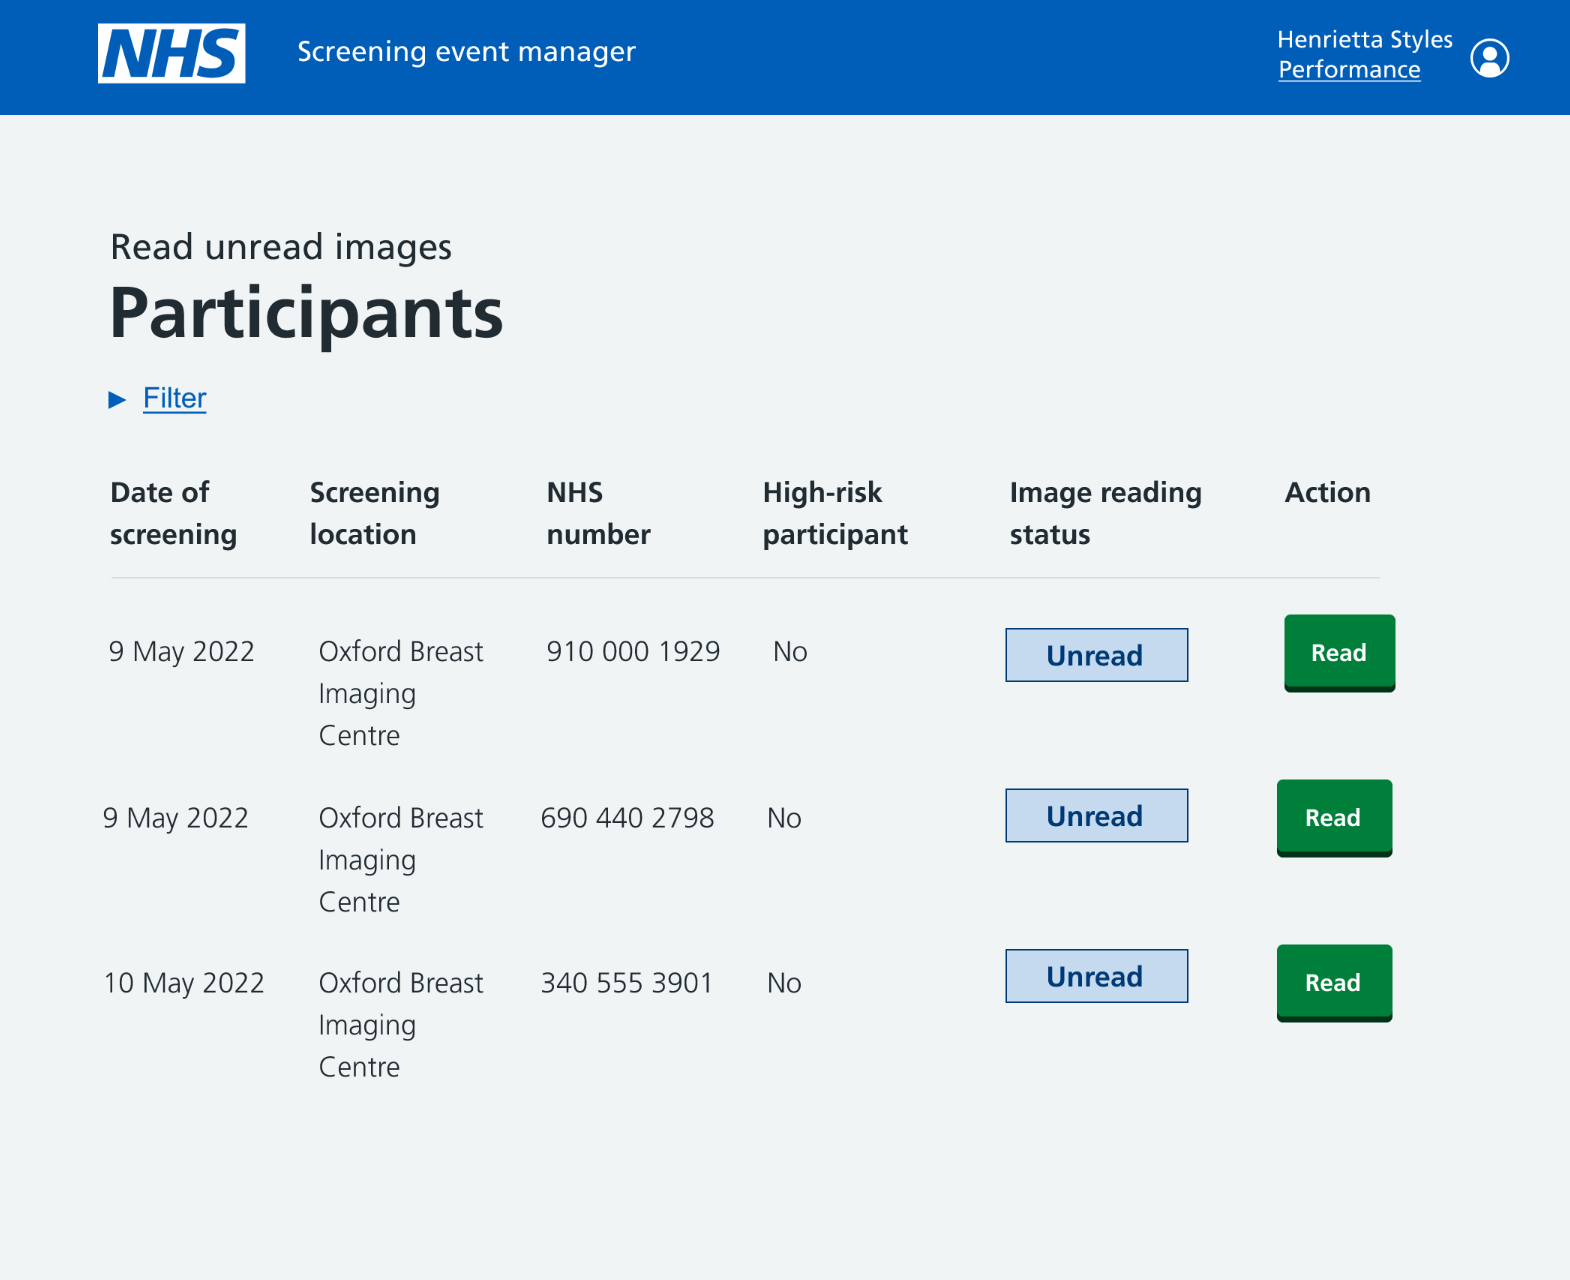 NHS
Screening event manager
Henrietta Styles
Performance
Read unread images
Participants
Filter
Date of screening
Screening location
NHS number
High-risk participant
Image reading status
Action
9 May 2022
Oxford Breast
Imaging
Centre
910 000 1929
No
Unread
Read
9 May 2022
Oxford Breast
Imaging
Centre
690 440 2798
No
Unread
Read
10 May 2022
Oxford Breast
Imaging
Centre
340 555 3901
No
Unread
Read